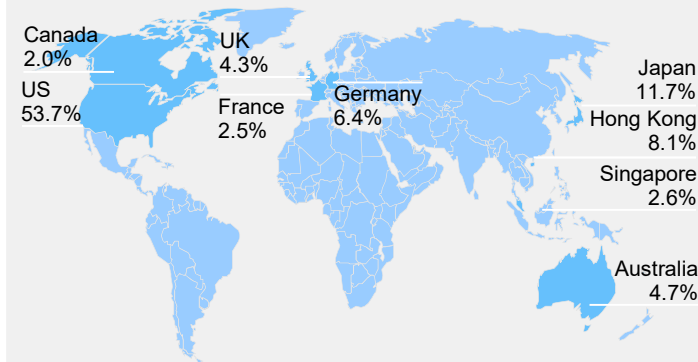 Canada
2.0%
US
53.7%
UK
4.3%
France
2.5%
Germany
6.4%
Japan
11.7%
Hong Kong
8.1%
Singapore
2.6%
Australia
4.7%